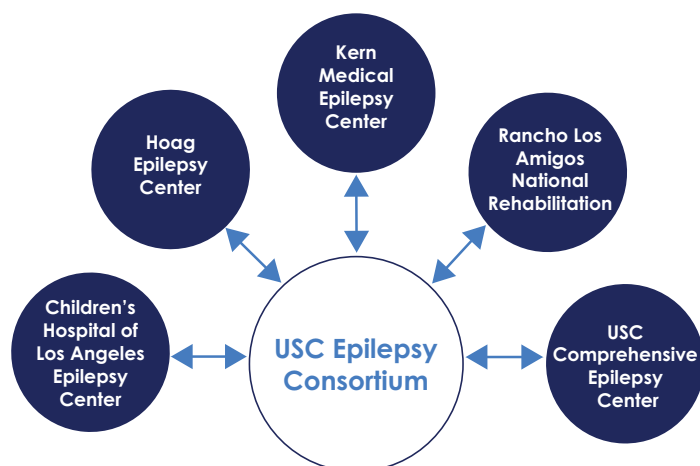 Kern
Medical
Epilepsy
Center
Hoag
Epilepsy
Center
Rancho Los
Amigos
National
Rehabilitation
Children’s
Hospital of
Los Angeles
Epilepsy
Center
USC Epilepsy
Consortium
USC
Comprehensive
Epilepsy
Center